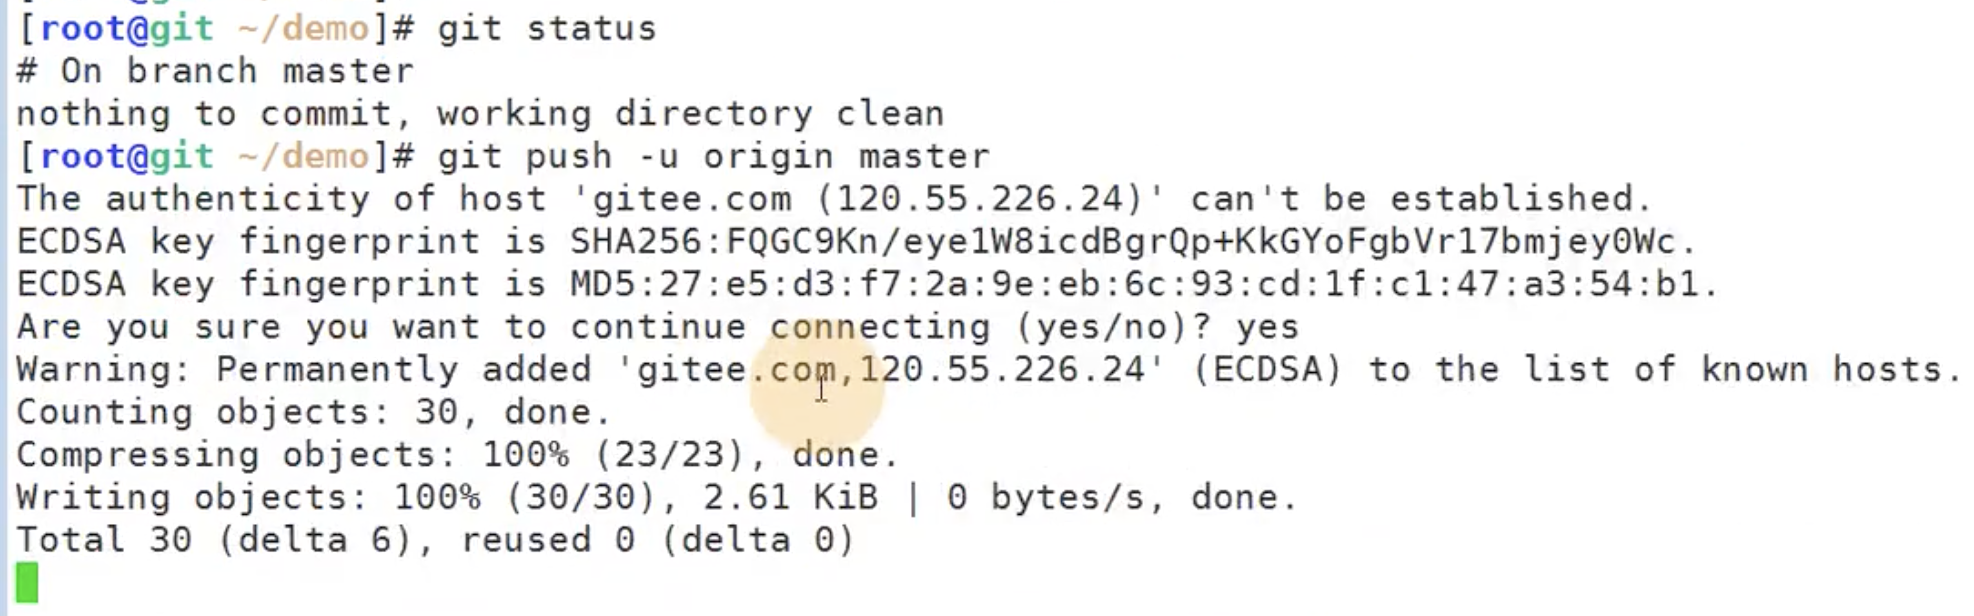 [root@git ~/demo]# git status
# On branch master
nothing to commit, working directory clean
[root@git ~/demo]# git push -u origin master
The authenticity of host 'gitee.com (120.55.226.24)' can't be established.
ECDSA key fingerprint is SHA256:FQGC9Kn/eye1W8icdBgrQp+KkGYoFgbVr17bmjey0Wc.
ECDSA key fingerprint is MD5:27:e5:d3:f7:2a:9e:eb:6c:93:cd:1f:c1:47:a3:54:b1.
Are you sure you want to continue connecting (yes/no)? yes
Warning: Permanently added 'gitee.com,120.55.226.24' (ECDSA) to the list of known hosts.
Counting objects: 30, done.
Compressing objects: 100% (23/23), done.
Writing objects: 100% (30/30), 2.61 KiB | 0 bytes/s, done.
Total 30 (delta 6), reused 0 (delta 0)